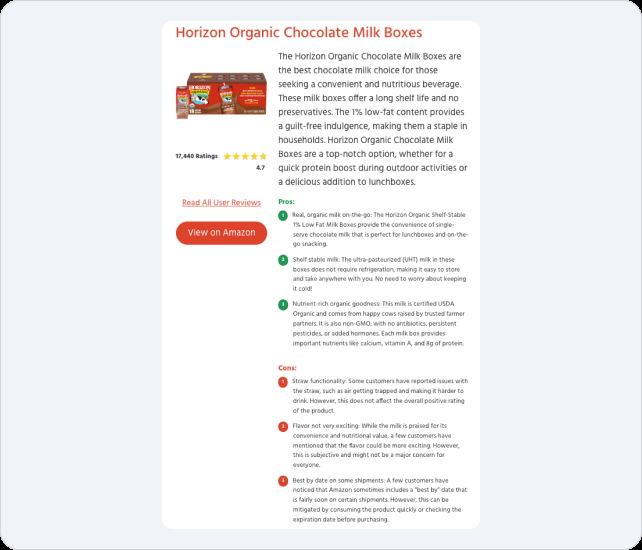 Horizon Organic Chocolate Milk Boxes
The Horizon Organic Chocolate Milk Boxes are
the best chocolate milk choice for those
seeking a convenient and nutritious beverage.
These milk boxes offer a long shelf life and no
preservatives. The 1% low-fat content provides
a guilt-free indulgence, making them a staple in
households. Horizon Organic Chocolate Milk
Boxes are a top-notch option, whether for a
quick protein boost during outdoor activities or
a delicious addition to lunchboxes.
HORIZON
17,440 Ratings
4.7
Read All User Reviews
View on Amazon
Pros:
1 Real, organic milk on-the-go: The Horizon Organic Shelf-Stable
1% Low Fat Milk Boxes provide the convenience of single-
serve chocolate milk that is perfect for lunchboxes and on-the-
go snacking.
2 Shelf stable milk: The ultra-pasteurized (UHT) milk in these
boxes does not require refrigeration, making it easy to store
and take anywhere with you. No need to worry about keeping
it cold!
3 Nutrient-rich organic goodness: This milk is certified USDA
Organic and comes from happy cows raised by trusted farmer
partners. It is also non-GMO, with no antibiotics, persistent
pesticides, or added hormones. Each milk box provides
important nutrients like calcium, vitamin A, and 8g of protein.
Cons:
1 Straw functionality: Some customers have reported issues with
the straw, such as air getting trapped and making it harder to
drink. However, this does not affect the overall positive rating
of the product.
2 Flavor not very exciting: While the milk is praised for its
convenience and nutritional value, a few customers have
mentioned that the flavor could be more exciting. However,
this is subjective and might not be a major concern for
everyone.
3 Best by date on some shipments: A few customers have
noticed that Amazon sometimes includes a "best by" date that
is fairly soon on certain shipments. However, this can be
mitigated by consuming the product quickly or checking the
expiration date before purchasing.